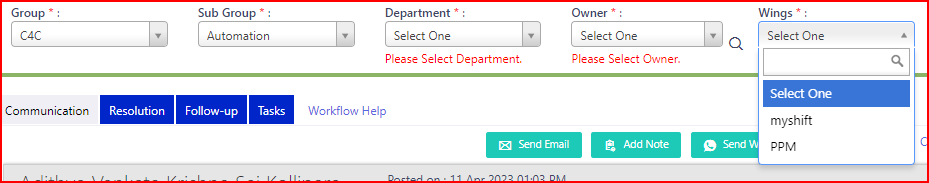 Group * : Sub Group * : Department * : Owner * : Wings * :
C4C Automation Select One Select One Select One
Please Select Department. Please Select Owner.
Select One
myshift
PPM
Communication Resolution Follow-up Tasks Workflow Help
Send Email Add Note Send W
Posted on : 11 Apr 2023 01:03 PM